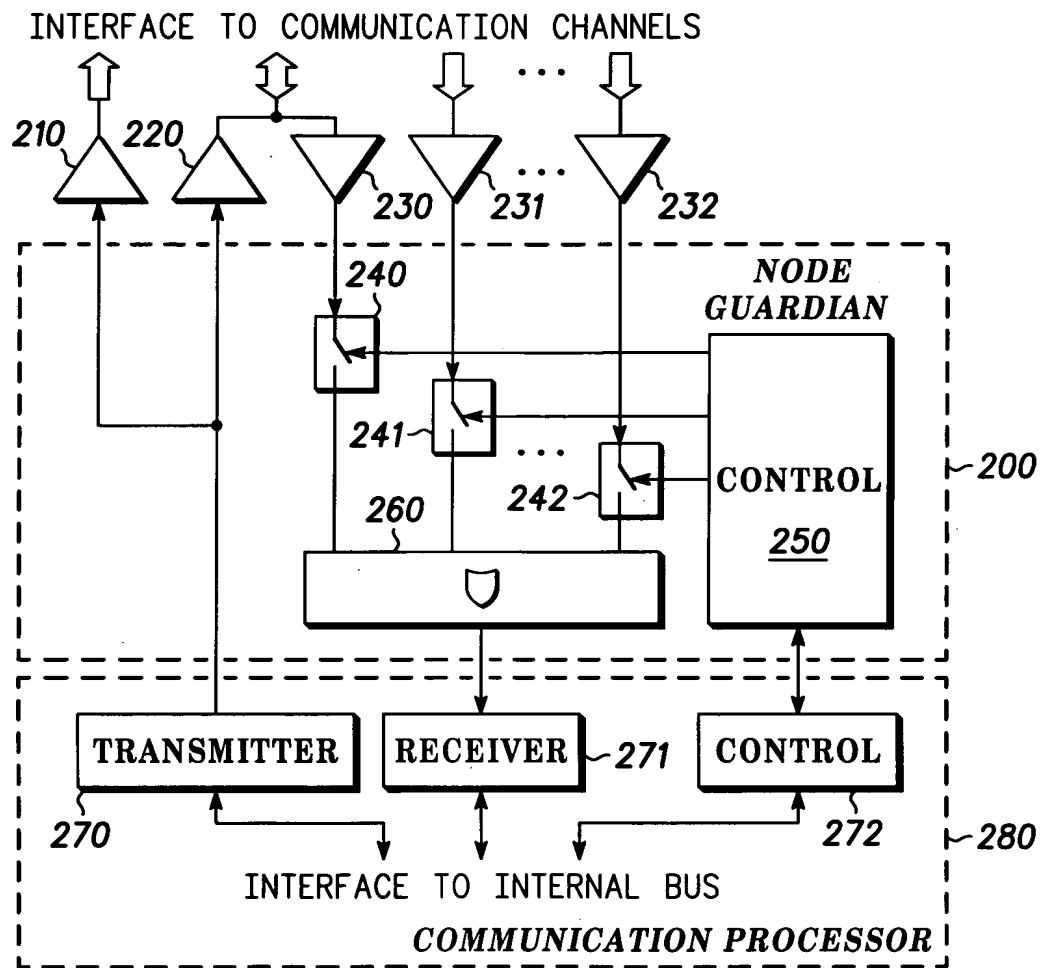 INTERFACE TO COMMUNICATION CHANNELS
210
220
230
231
232
240
NODE
GUARDIAN
241
242
CONTROL
250
200
260
TRANSMITTER
RECEIVER
271
CONTROL
270
272
280
INTERFACE TO INTERNAL BUS
COMMUNICATION PROCESSOR